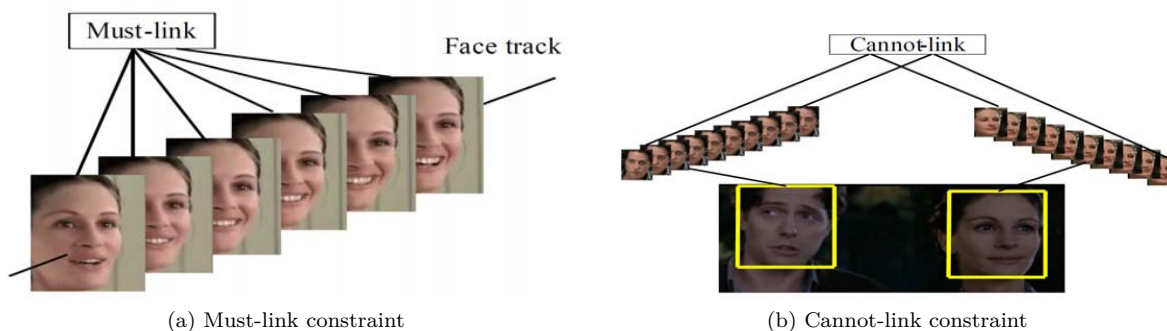 Must-link
Face track
(a) Must-link constraint
Cannot-link
(b) Cannot-link constraint